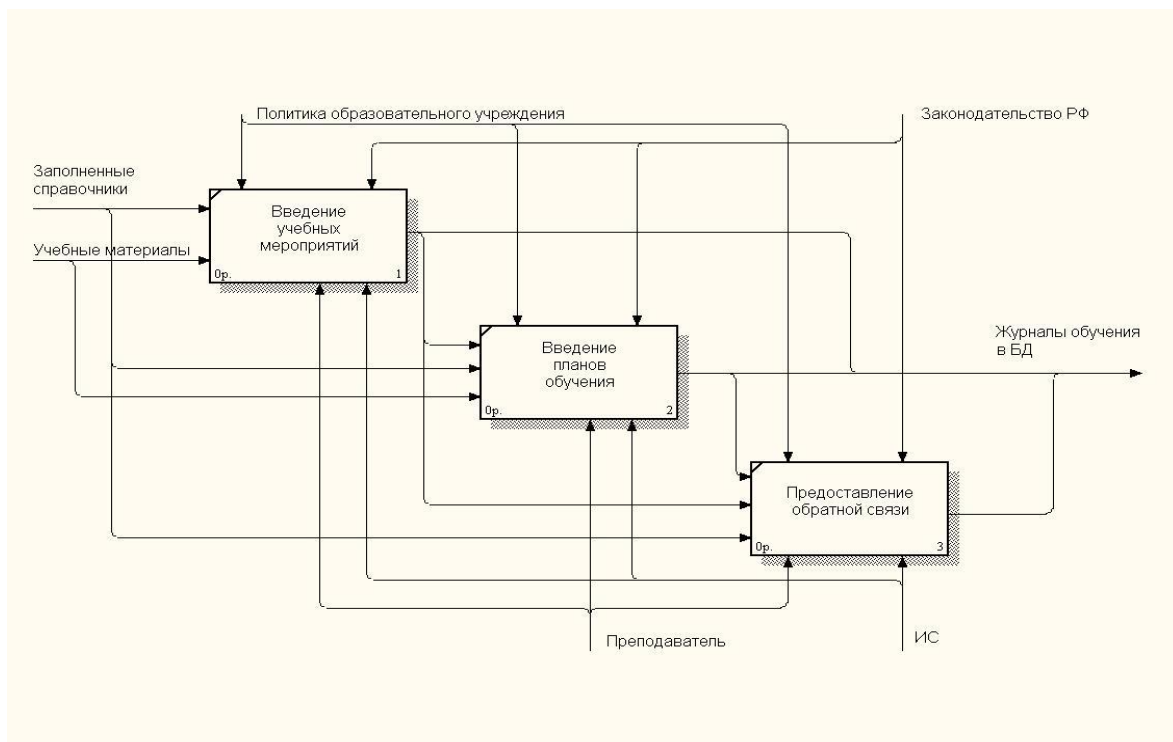 Политика образовательного учреждения
Законодательство РФ
Заполненные
справочники
Учебные материалы
Введение
учебных
мероприятий
0р.
1
Введение
планов
обучения
0р.
2
Журналы обучения
в БД
Предоставление
обратной связи
0р.
3
Преподаватель
ИС